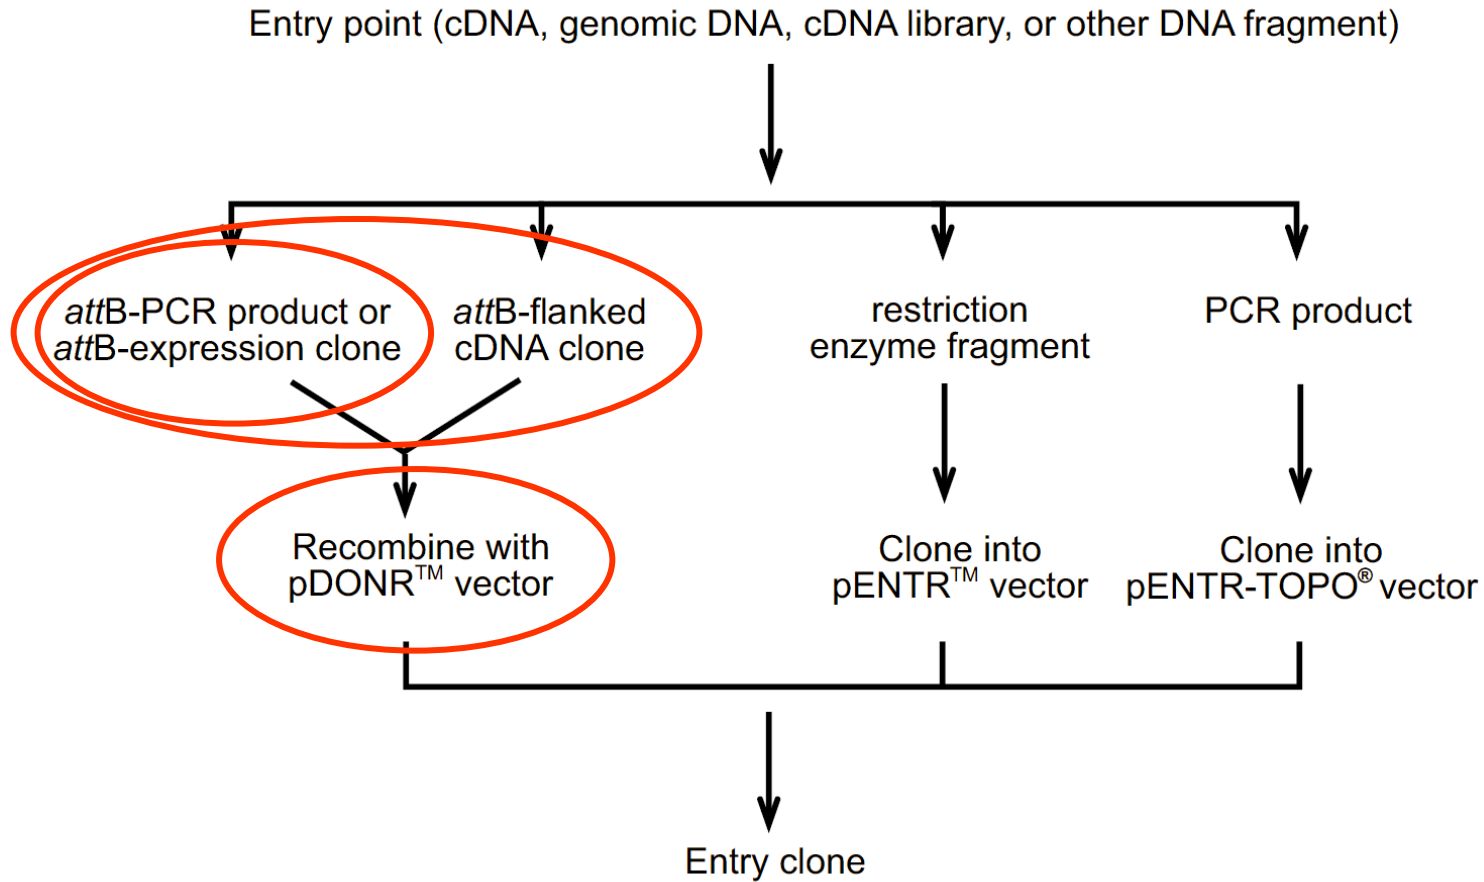 Entry point (cDNA, genomic DNA, cDNA library, or other DNA fragment)
attB-PCR product or
attB-expression clone
attB-flanked
cDNA clone
restriction
enzyme fragment
PCR product
Recombine with
pDONR™ vector
Clone into
pENTR™ vector
Clone into
pENTR-TOPO® vector
Entry clone